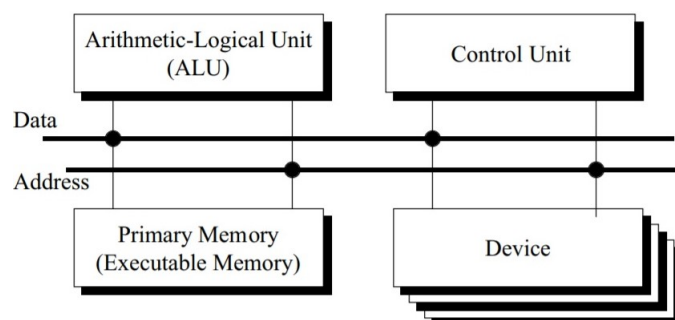 Arithmetic-Logical Unit
(ALU)
Control Unit
Data
Address
Primary Memory
(Executable Memory)
Device